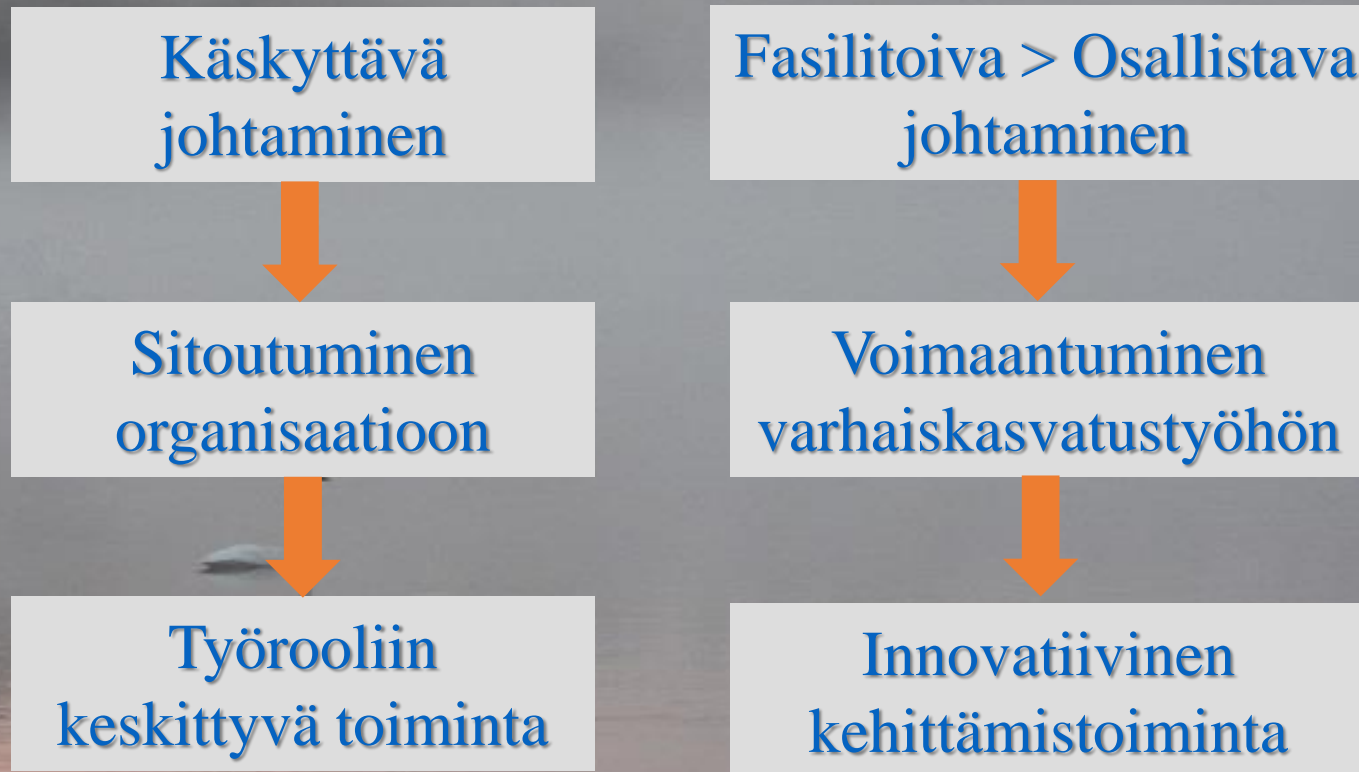 Käskyttävä
johtaminen
Sitoutuminen
organisaatioon
Työrooliin
keskittyvä toiminta
Fasilitoiva > Osallistava
johtaminen
Voimaantuminen
varhaiskasvatustyöhön
Innovatiivinen
kehittämistoiminta